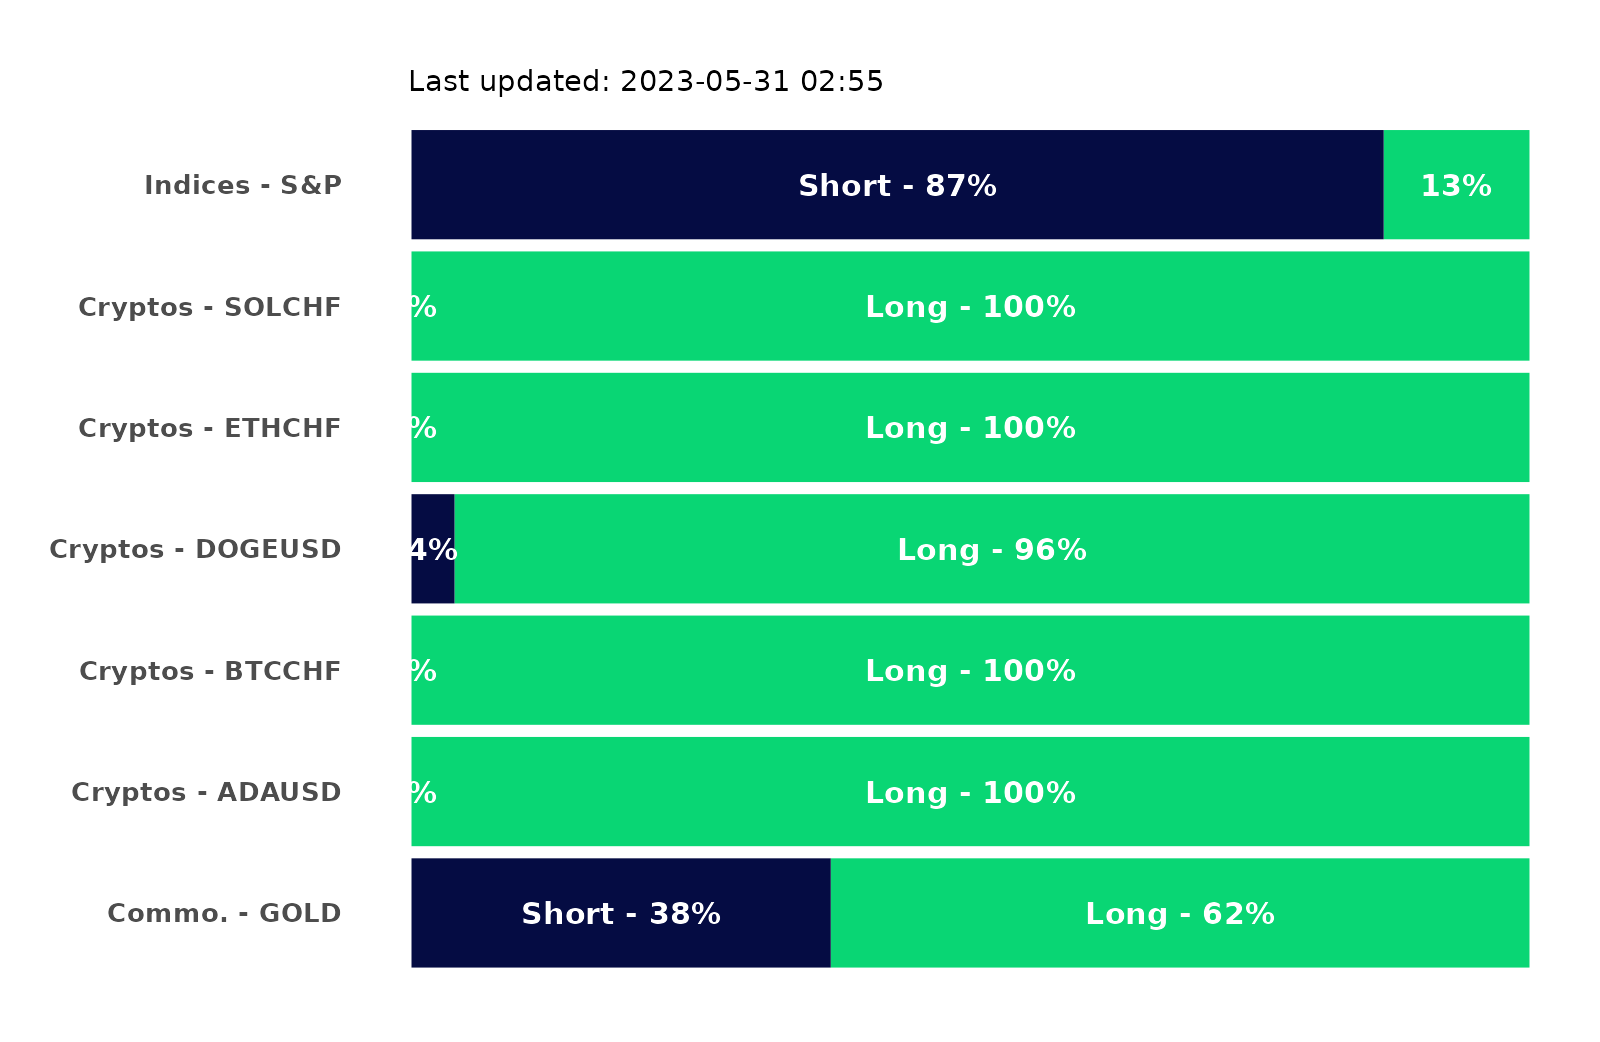 Last updated: 2023-05-31 02:55
Indices - S&P Short - 87% 13%
Cryptos - SOLCHF % Long - 100%
Cryptos - ETHCHF % Long - 100%
Cryptos - DOGEUSD 4% Long - 96%
Cryptos - BTCCHF % Long - 100%
Cryptos - ADAUSD % Long - 100%
Commo. - GOLD Short - 38% Long - 62%